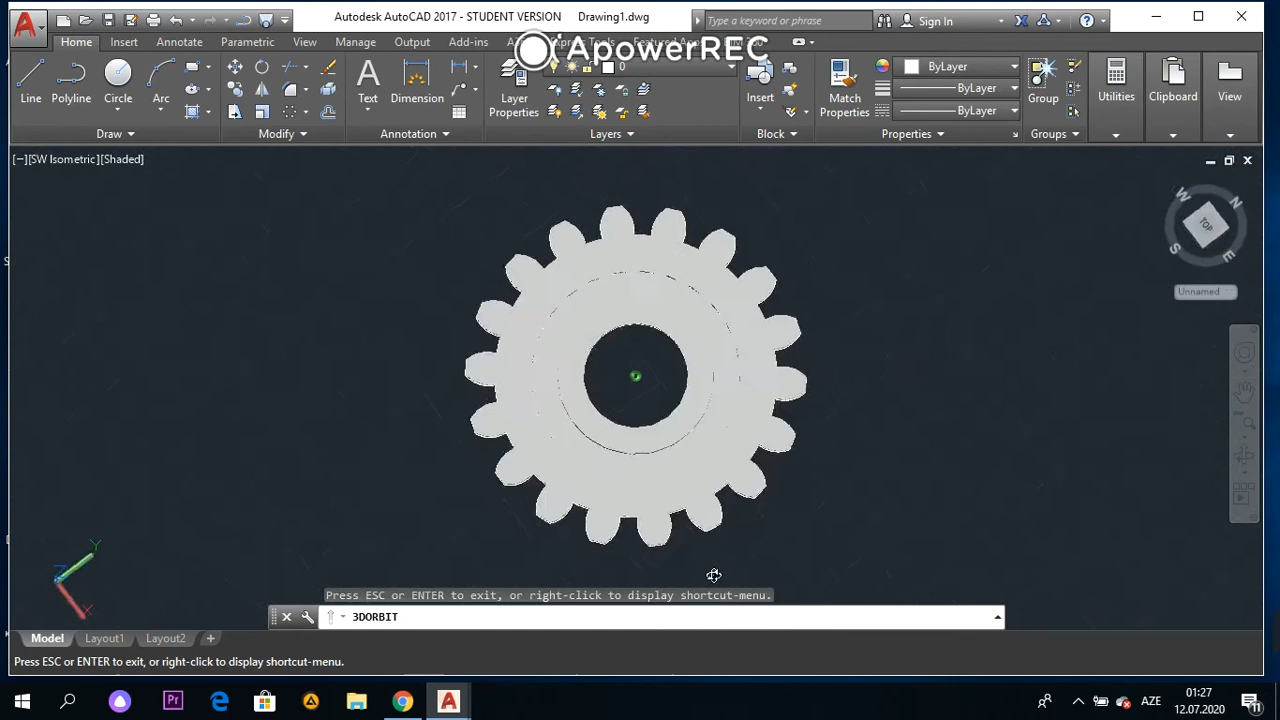 Autodesk AutoCAD 2017 - STUDENT VERSION Drawing1.dwg
Type a keyword or phrase
Sign In
Home Insert Annotate Parametric View Manage Output Add-ins
ApowerREC
Line Polyline Circle Arc
Text Dimension
Layer Properties
0
Insert
Match Properties
ByLayer
ByLayer
ByLayer
Group
Utilities
Clipboard
View
Draw Modify Annotation Layers Block Properties Groups
[−][SW Isometric][Shaded]
W N
TOP
S E
Unnamed
Y
Z
X
Press ESC or ENTER to exit, or right-click to display shortcut-menu.
3DORBIT
Model Layout1 Layout2 +
Press ESC or ENTER to exit, or right-click to display shortcut-menu.
Pr
AZE
01:27
12.07.2020
11